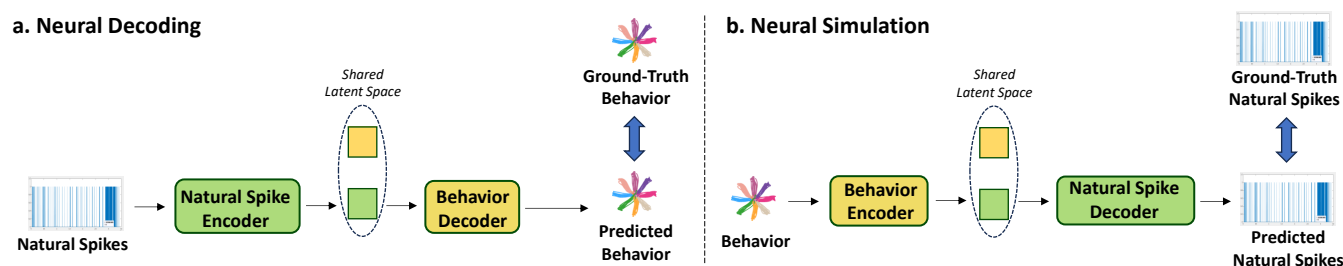 a. Neural Decoding
Shared
Latent Space
Ground-Truth
Behavior
Natural Spikes
Natural Spike
Encoder
Behavior
Decoder
Predicted
Behavior
b. Neural Simulation
Shared
Latent Space
Ground-Truth
Natural Spikes
Behavior
Behavior
Encoder
Natural Spike
Decoder
Predicted
Natural Spikes